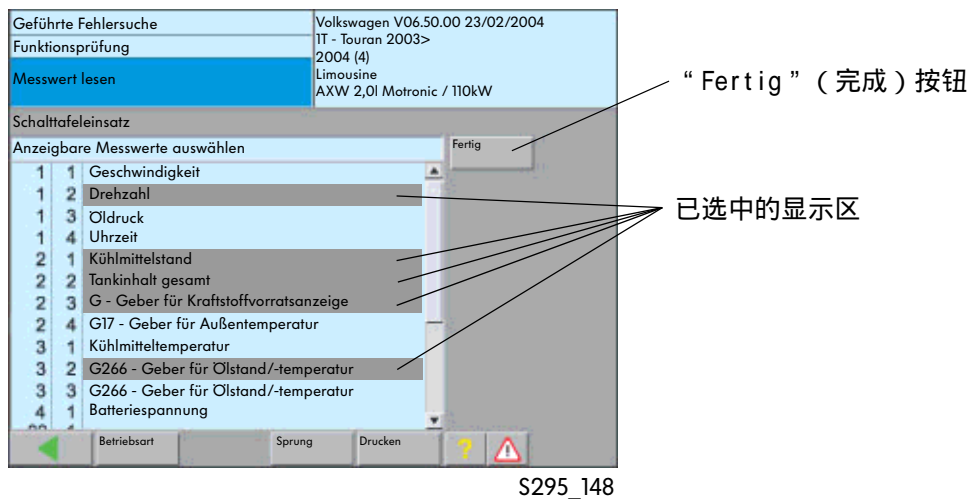 Geführte Fehlersuche
Funktionsprüfung
Messwert lesen
Volkswagen V06.50.00 23/02/2004
1T - Touran 2003>
2004 (4)
Limousine
AXW 2,0l Motronic / 110kW
Schalttafeleinsatz
Anzeigbare Messwerte auswählen
Fertig
“Fertig”（完成）按钮
1 1 Geschwindigkeit
1 2 Drehzahl
1 3 Öldruck
1 4 Uhrzeit
2 1 Kühlmittelstand
2 2 Tankinhalt gesamt
2 3 G - Geber für Kraftstoffvorratsanzeige
2 4 G17 - Geber für Außentemperatur
3 1 Kühlmitteltemperatur
3 2 G266 - Geber für Ölstand/-temperatur
3 3 G266 - Geber für Ölstand/-temperatur
4 1 Batteriespannung
已选中的显示区
Betriebsart
Sprung
Drucken
?
S295_148